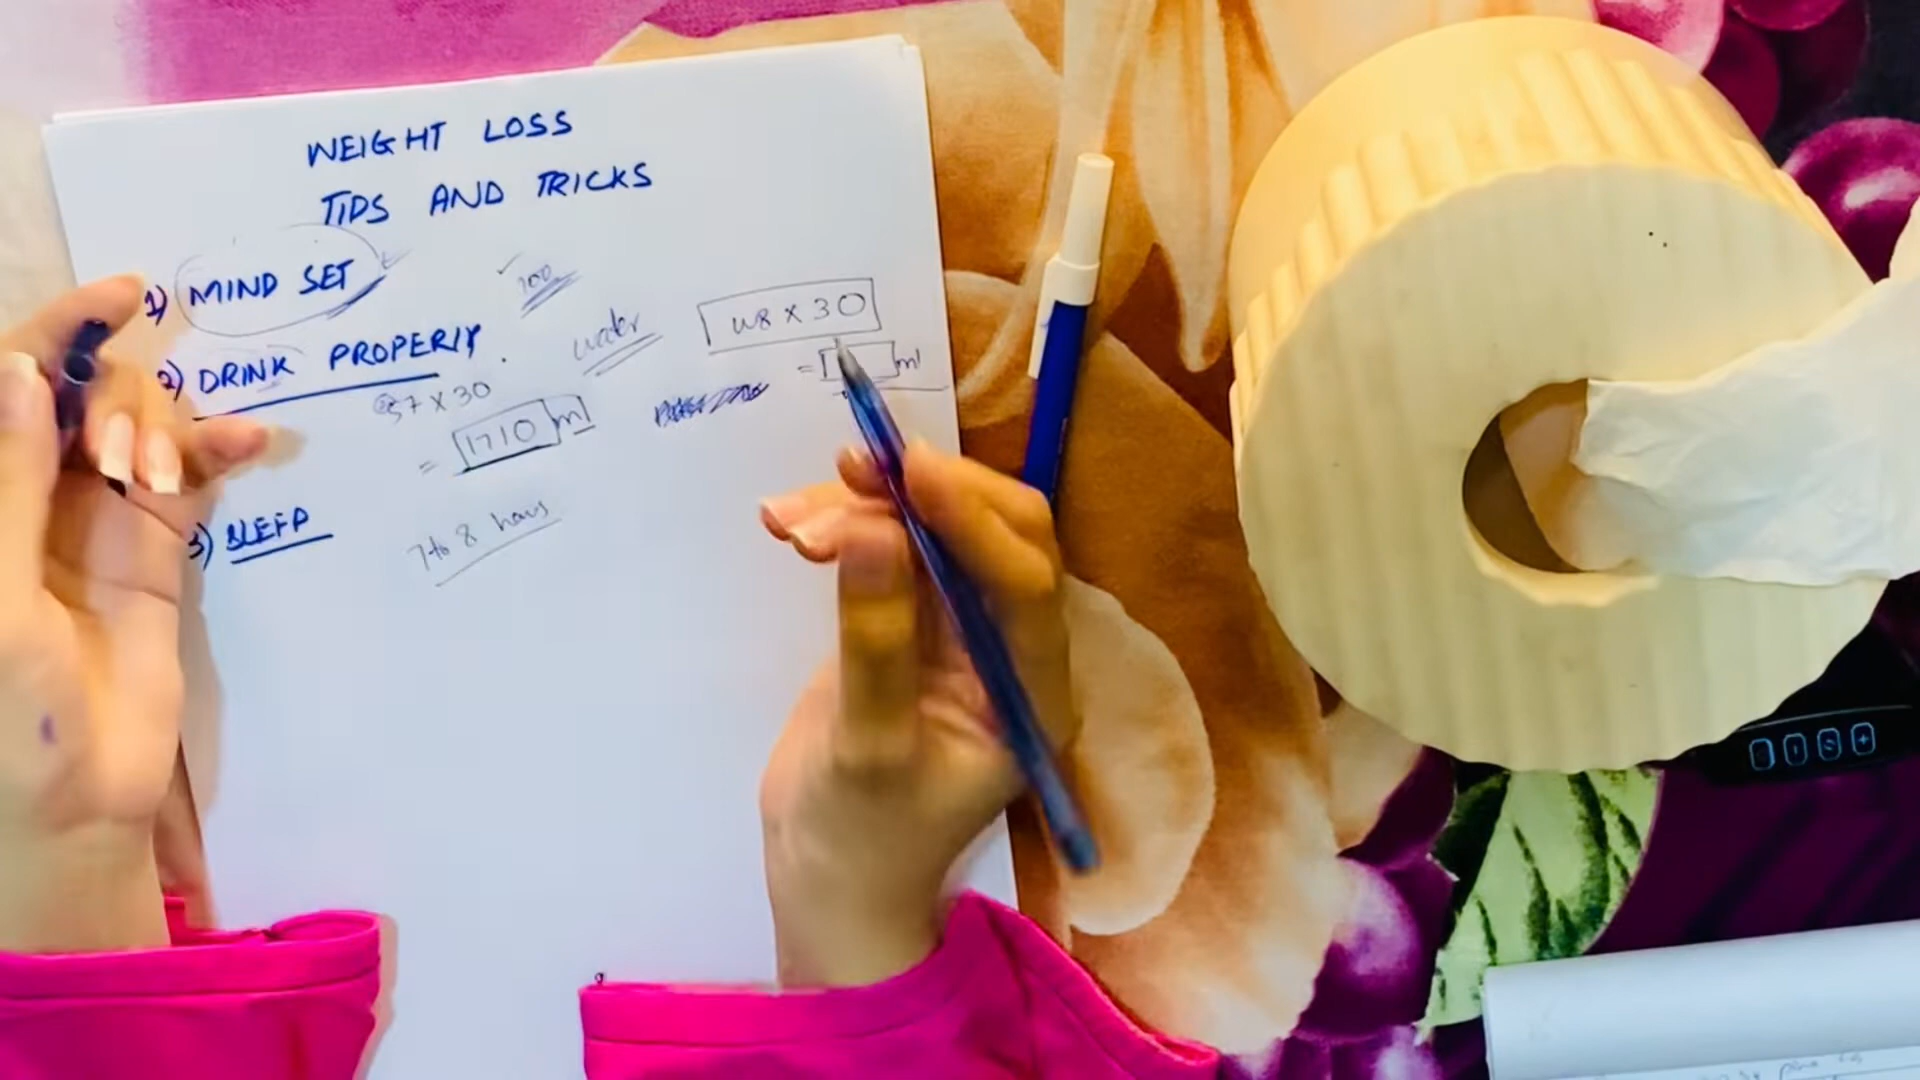 WEIGHT LOSS
TIPS AND TRICKS
1) MIND SET
100
2) DRINK PROPERLY.
water
57 X 30
= 1710 ml
3) SLEEP
7 to 8 hours
X 30
= ml